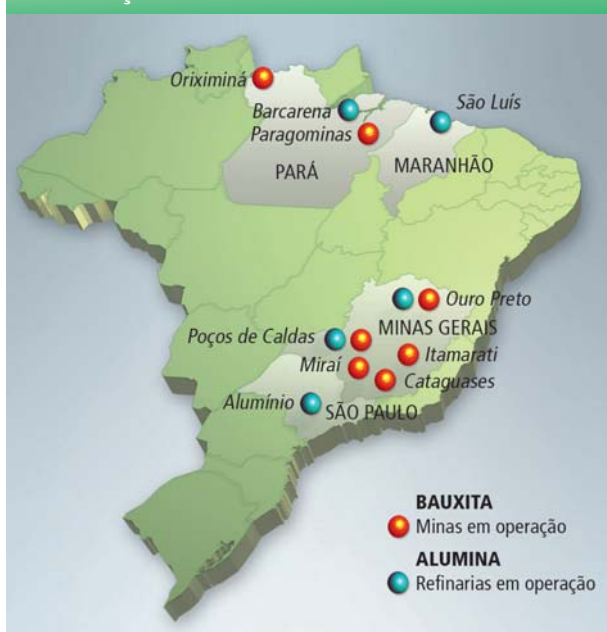 Oriximiná
Barcarena
São Luís
Paragominas
PARÁ
MARANHÃO
Ouro Preto
MINAS GERAIS
Poços de Caldas
Itamarati
Miraí
Cataguases
Alumínio
SÃO PAULO
BAUXITA
Minas em operação
ALUMINA
Refinarias em operação